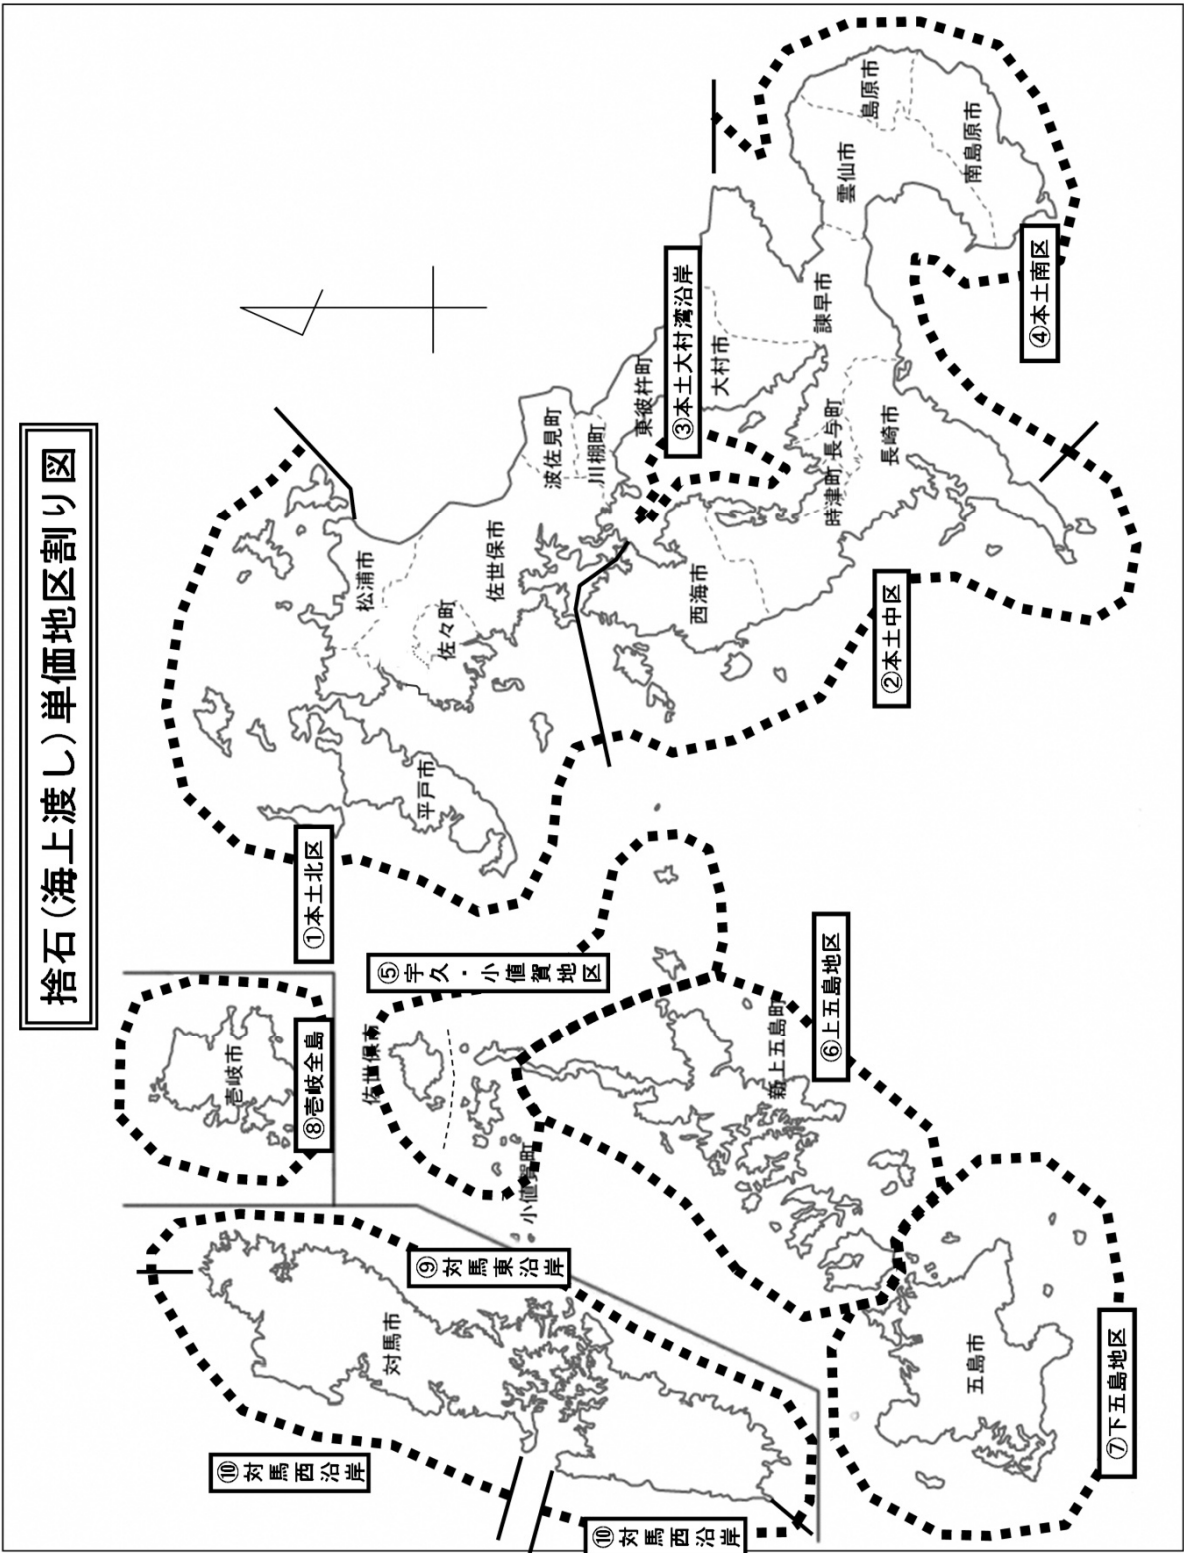 捨石(海上渡し)単価地区割り図
⑧壱岐全島
壱岐市
①本土北区
平戸市
松浦市
佐々町
佐世保市
波佐見町
川棚町
東彼杵町
③本土大村湾沿岸
大村市
諫早市
雲仙市
島原市
南島原市
④本土南区
長与町
時津町
長崎市
西海市
②本土中区
⑤宇久・小値賀地区
佐世保市
小値賀町
新上五島町
⑥上五島地区
⑨対馬東沿岸
対馬市
⑩対馬西沿岸
⑩対馬西沿岸
五島市
⑦下五島地区